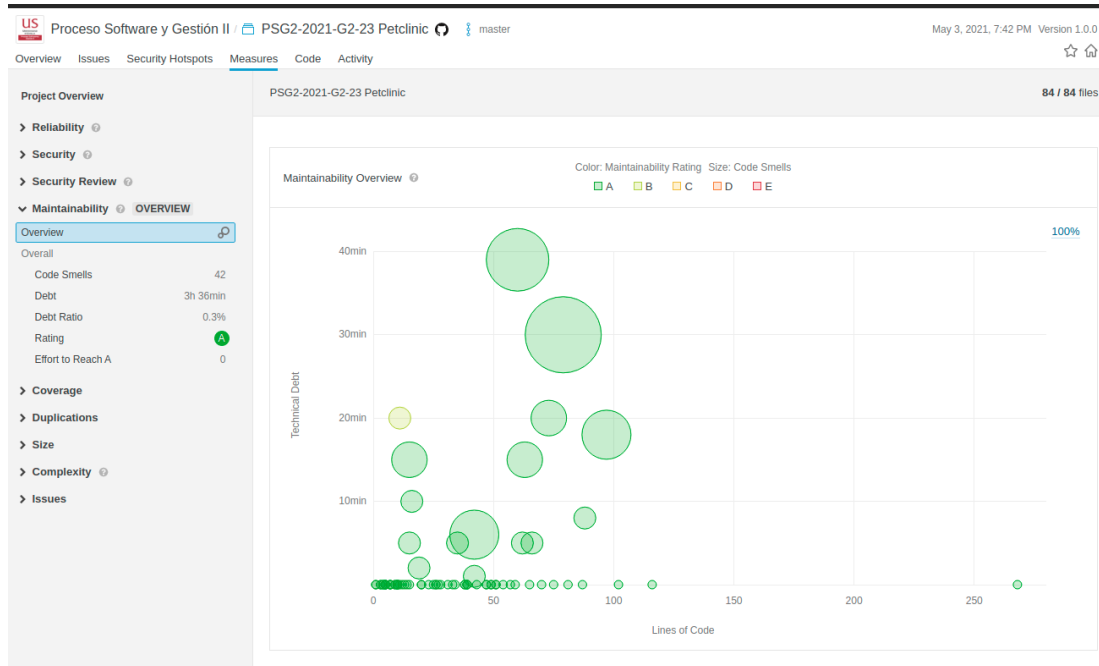 US
Proceso Software y Gestión II / PSG2-2021-G2-23 Petclinic master
May 3, 2021, 7:42 PM Version 1.0.0
Overview Issues Security Hotspots Measures Code Activity
Project Overview
PSG2-2021-G2-23 Petclinic
84 / 84 files
Reliability
Security
Security Review
Maintainability OVERVIEW
Overview
Overall
Code Smells 42
Debt 3h 36min
Debt Ratio 0.3%
Rating A
Effort to Reach A 0
Coverage
Duplications
Size
Complexity
Issues
Maintainability Overview
Color: Maintainability Rating Size: Code Smells
A B C D E
100%
40min
30min
20min
10min
Technical Debt
0 50 100 150 200 250
Lines of Code